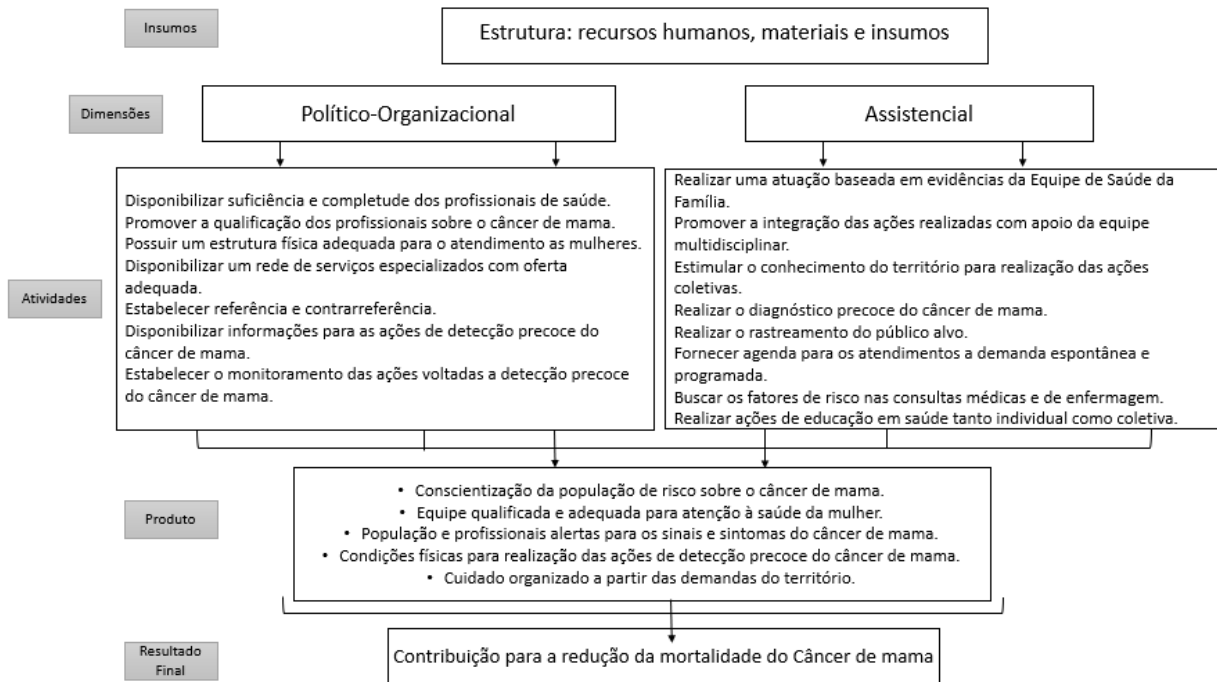 Insumos
Estrutura: recursos humanos, materiais e insumos
Dimensões
Político-Organizacional
Assistencial
Atividades
Disponibilizar suficiência e completude dos profissionais de saúde.
Promover a qualificação dos profissionais sobre o câncer de mama.
Possuir um estrutura física adequada para o atendimento as mulheres.
Disponibilizar um rede de serviços especializados com oferta
adequada.
Estabelecer referência e contrarreferência.
Disponibilizar informações para as ações de detecção precoce do
câncer de mama.
Estabelecer o monitoramento das ações voltadas a detecção precoce
do câncer de mama.
Realizar uma atuação baseada em evidências da Equipe de Saúde da
Família.
Promover a integração das ações realizadas com apoio da equipe
multidisciplinar.
Estimular o conhecimento do território para realização das ações
coletivas.
Realizar o diagnóstico precoce do câncer de mama.
Realizar o rastreamento do público alvo.
Fornecer agenda para os atendimentos a demanda espontânea e
programada.
Buscar os fatores de risco nas consultas médicas e de enfermagem.
Realizar ações de educação em saúde tanto individual como coletiva.
Produto
• Conscientização da população de risco sobre o câncer de mama.
• Equipe qualificada e adequada para atenção à saúde da mulher.
• População e profissionais alertas para os sinais e sintomas do câncer de mama.
• Condições físicas para realização das ações de detecção precoce do câncer de mama.
• Cuidado organizado a partir das demandas do território.
Resultado
Final
Contribuição para a redução da mortalidade do Câncer de mama